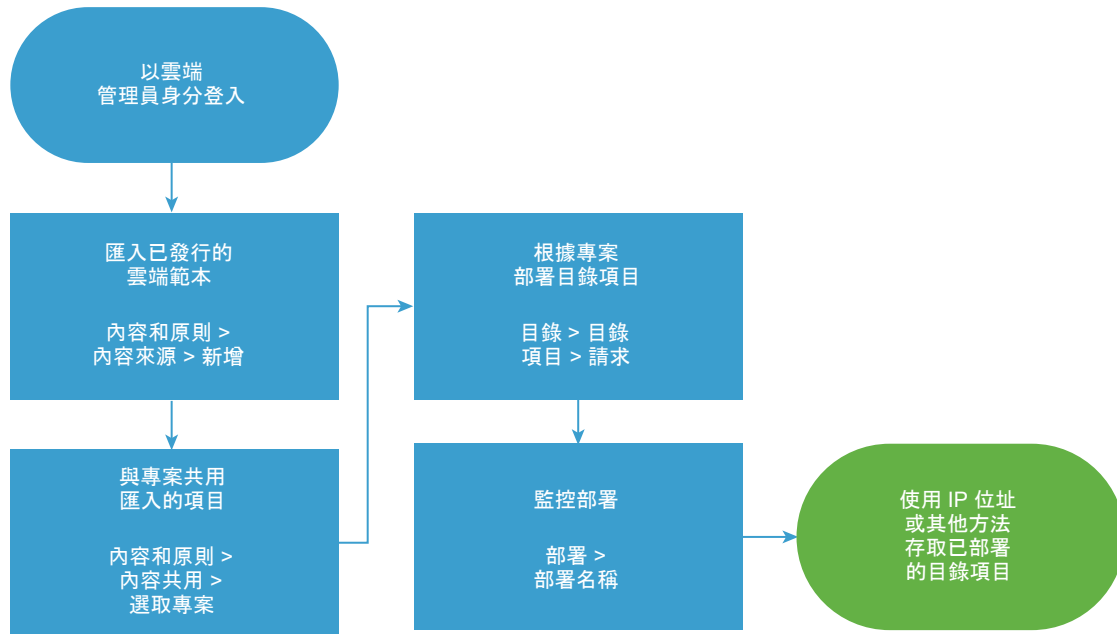 以雲端
管理員身分登入
匯入已發行的
雲端範本
內容和原則 >
內容來源 > 新增
與專案共用
匯入的項目
內容和原則 >
內容共用 >
選取專案
根據專案
部署目錄項目
目錄 > 目錄
項目 > 請求
監控部署
部署 >
部署名稱
使用 IP 位址
或其他方法
存取已部署
的目錄項目